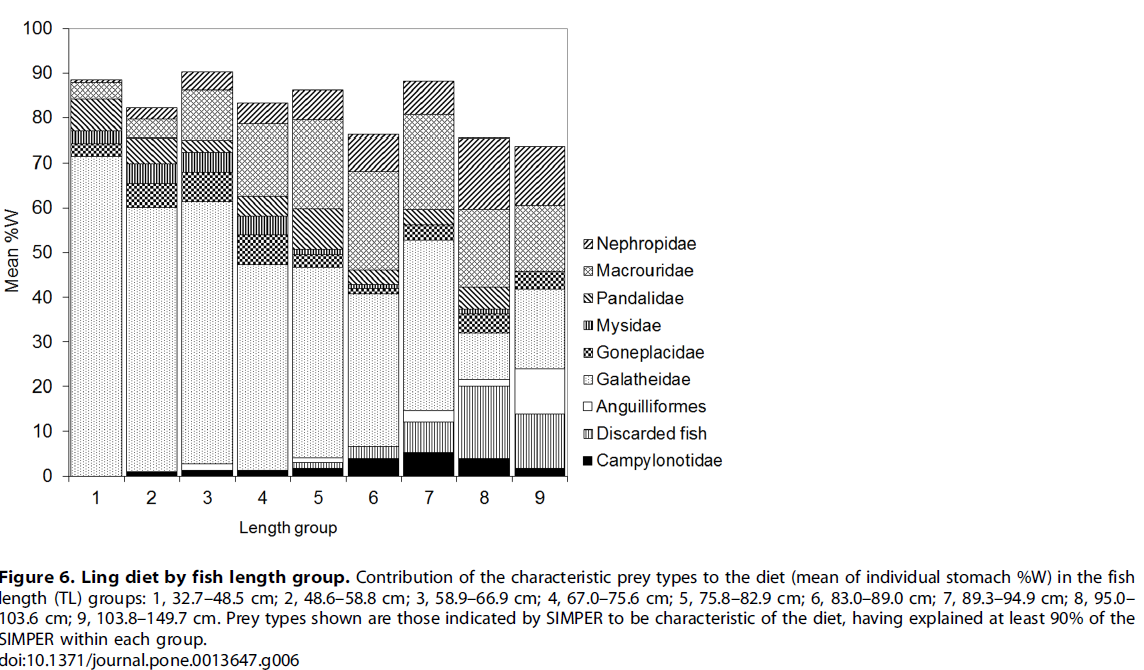 100
90
80
70
60
50
40
30
20
10
0
Mean %W
1 2 3 4 5 6 7 8 9
Length group
Nephropidae
Macrouridae
Pandalidae
Mysidae
Goneplacidae
Galatheidae
Anguilliformes
Discarded fish
Campylonotidae
Figure 6. Ling diet by fish length group. Contribution of the characteristic prey types to the diet (mean of individual stomach %W) in the fish
length (TL) groups: 1, 32.7–48.5 cm; 2, 48.6–58.8 cm; 3, 58.9–66.9 cm; 4, 67.0–75.6 cm; 5, 75.8–82.9 cm; 6, 83.0–89.0 cm; 7, 89.3–94.9 cm; 8, 95.0–
103.6 cm; 9, 103.8–149.7 cm. Prey types shown are those indicated by SIMPER to be characteristic of the diet, having explained at least 90% of the
SIMPER within each group.
doi:10.1371/journal.pone.0013647.g006